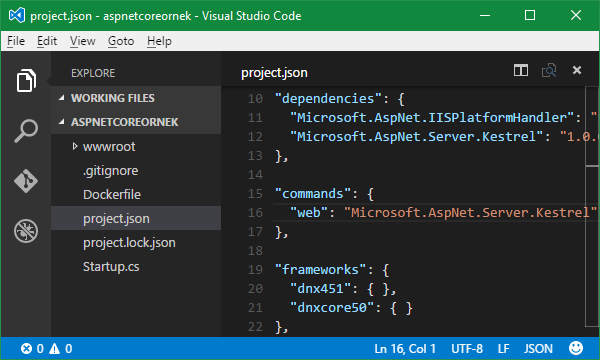 project.json - aspnetcoreornek - Visual Studio Code
File Edit View Goto Help
EXPLORE
WORKING FILES
ASPNETCOREORNEK
wwwroot
.gitignore
Dockerfile
project.json
project.lock.json
Startup.cs
project.json
10 "dependencies": {
11 "Microsoft.AspNet.IISPlatformHandler": "
12 "Microsoft.AspNet.Server.Kestrel": "1.0.
13 },
14
15 "commands": {
16 "web": "Microsoft.AspNet.Server.Kestrel"
17 },
18
19 "frameworks": {
20 "dnx451": { },
21 "dnxcore50": { }
22 },
0 0 Ln 16, Col 1 UTF-8 LF JSON